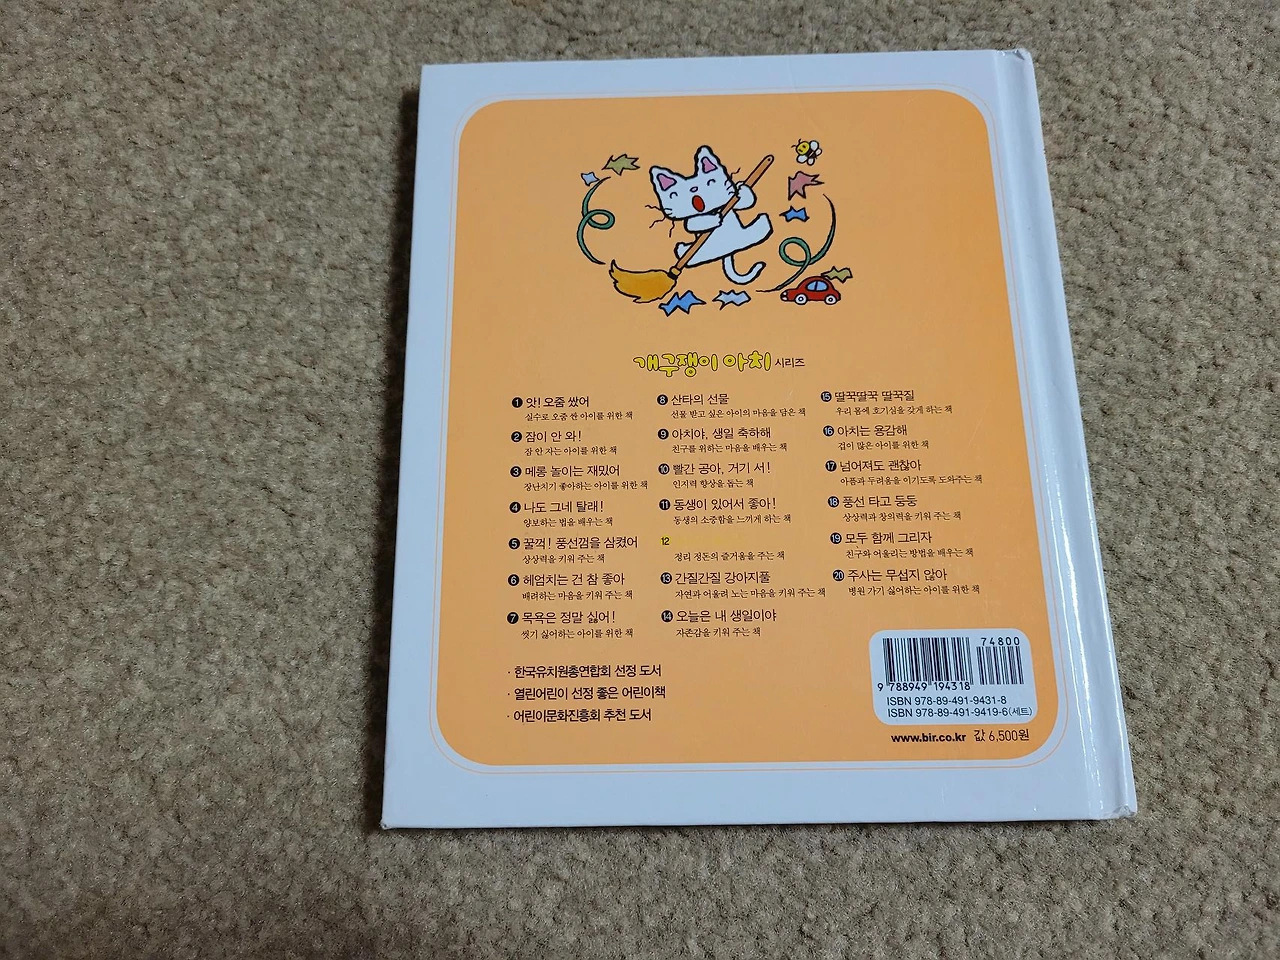 개구쟁이 아치 시리즈
1 앗! 오줌 쌌어
실수로 오줌 싼 아이를 위한 책
2 잠이 안 와!
잠 안 자는 아이를 위한 책
3 메롱 놀이는 재밌어
장난치기 좋아하는 아이를 위한 책
4 나도 그네 탈래!
양보하는 법을 배우는 책
5 꿀꺽! 풍선껌을 삼켰어
상상력을 키워 주는 책
6 헤엄치는 건 참 좋아
배려하는 마음을 키워 주는 책
7 목욕은 정말 싫어!
씻기 싫어하는 아이를 위한 책
8 산타의 선물
선물 받고 싶은 아이의 마음을 담은 책
9 아치야, 생일 축하해
친구를 위하는 마음을 배우는 책
10 빨간 공아, 거기 서!
인지력 향상을 돕는 책
11 동생이 있어서 좋아!
동생의 소중함을 느끼게 하는 책
12
정리 정돈의 즐거움을 주는 책
13 간질간질 강아지풀
자연과 어울려 노는 마음을 키워 주는 책
14 오늘은 내 생일이야
자존감을 키워 주는 책
15 딸꾹딸꾹 딸꾹질
우리 몸에 호기심을 갖게 하는 책
16 아치는 용감해
겁이 많은 아이를 위한 책
17 넘어져도 괜찮아
아픔과 두려움을 이기도록 도와주는 책
18 풍선 타고 둥둥
상상력과 창의력을 키워 주는 책
19 모두 함께 그리자
친구와 어울리는 방법을 배우는 책
20 주사는 무섭지 않아
병원 가기 싫어하는 아이를 위한 책
· 한국유치원총연합회 선정 도서
· 열린어린이 선정 좋은 어린이책
· 어린이문화진흥회 추천 도서
74800
9 788949 194318
ISBN 978-89-491-9431-8
ISBN 978-89-491-9419-6(세트)
www.bir.co.kr 값 6,500원